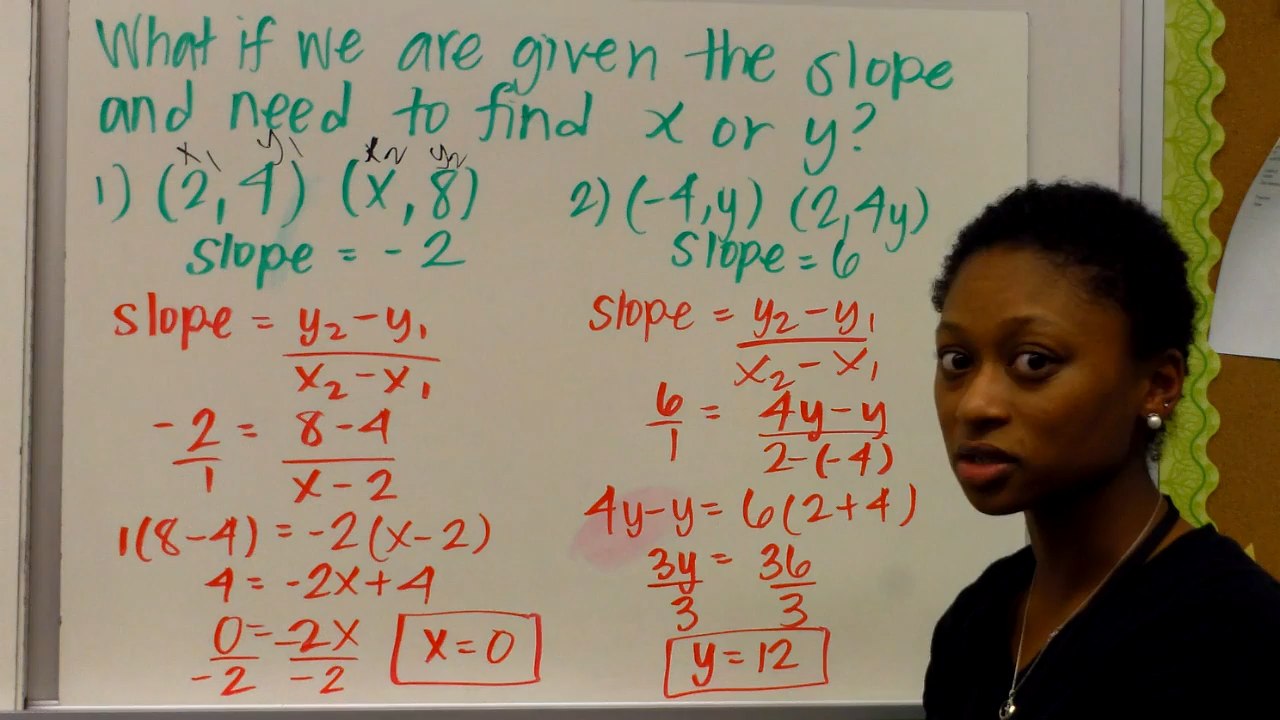 What if we are given the slope
and need to find x or y?
x1 y1 x2 y2
1) (2,4) (x,8)
slope = -2
slope = y2-y1
x2-x1
-2 = 8-4
1 x-2
1(8-4) = -2(x-2)
4 = -2x+4
0=-2x
-2 -2
x=0
2) (-4,y) (2,4y)
slope=6
slope = y2-y1
x2-x1
6 = 4y-y
1 2-(-4)
4y-y= 6(2+4)
3y = 36
3 3
y=12